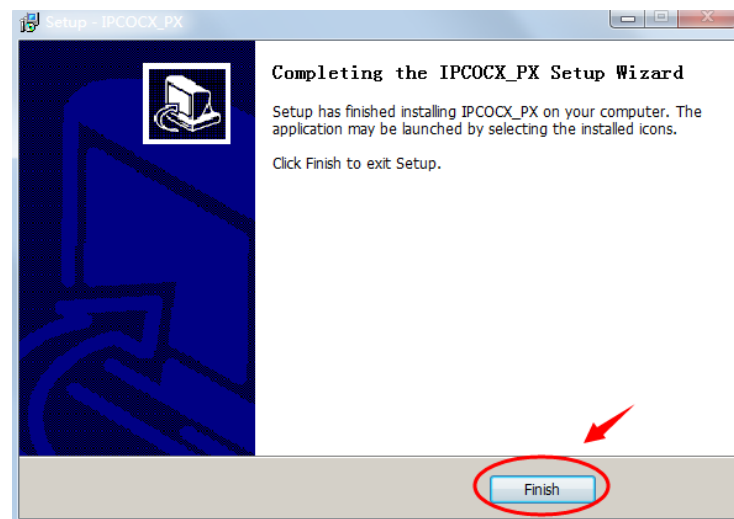 Setup - IPCOCX_PX
Completing the IPCOCX_PX Setup Wizard
Setup has finished installing IPCOCX_PX on your computer. The
application may be launched by selecting the installed icons.
Click Finish to exit Setup.
Finish